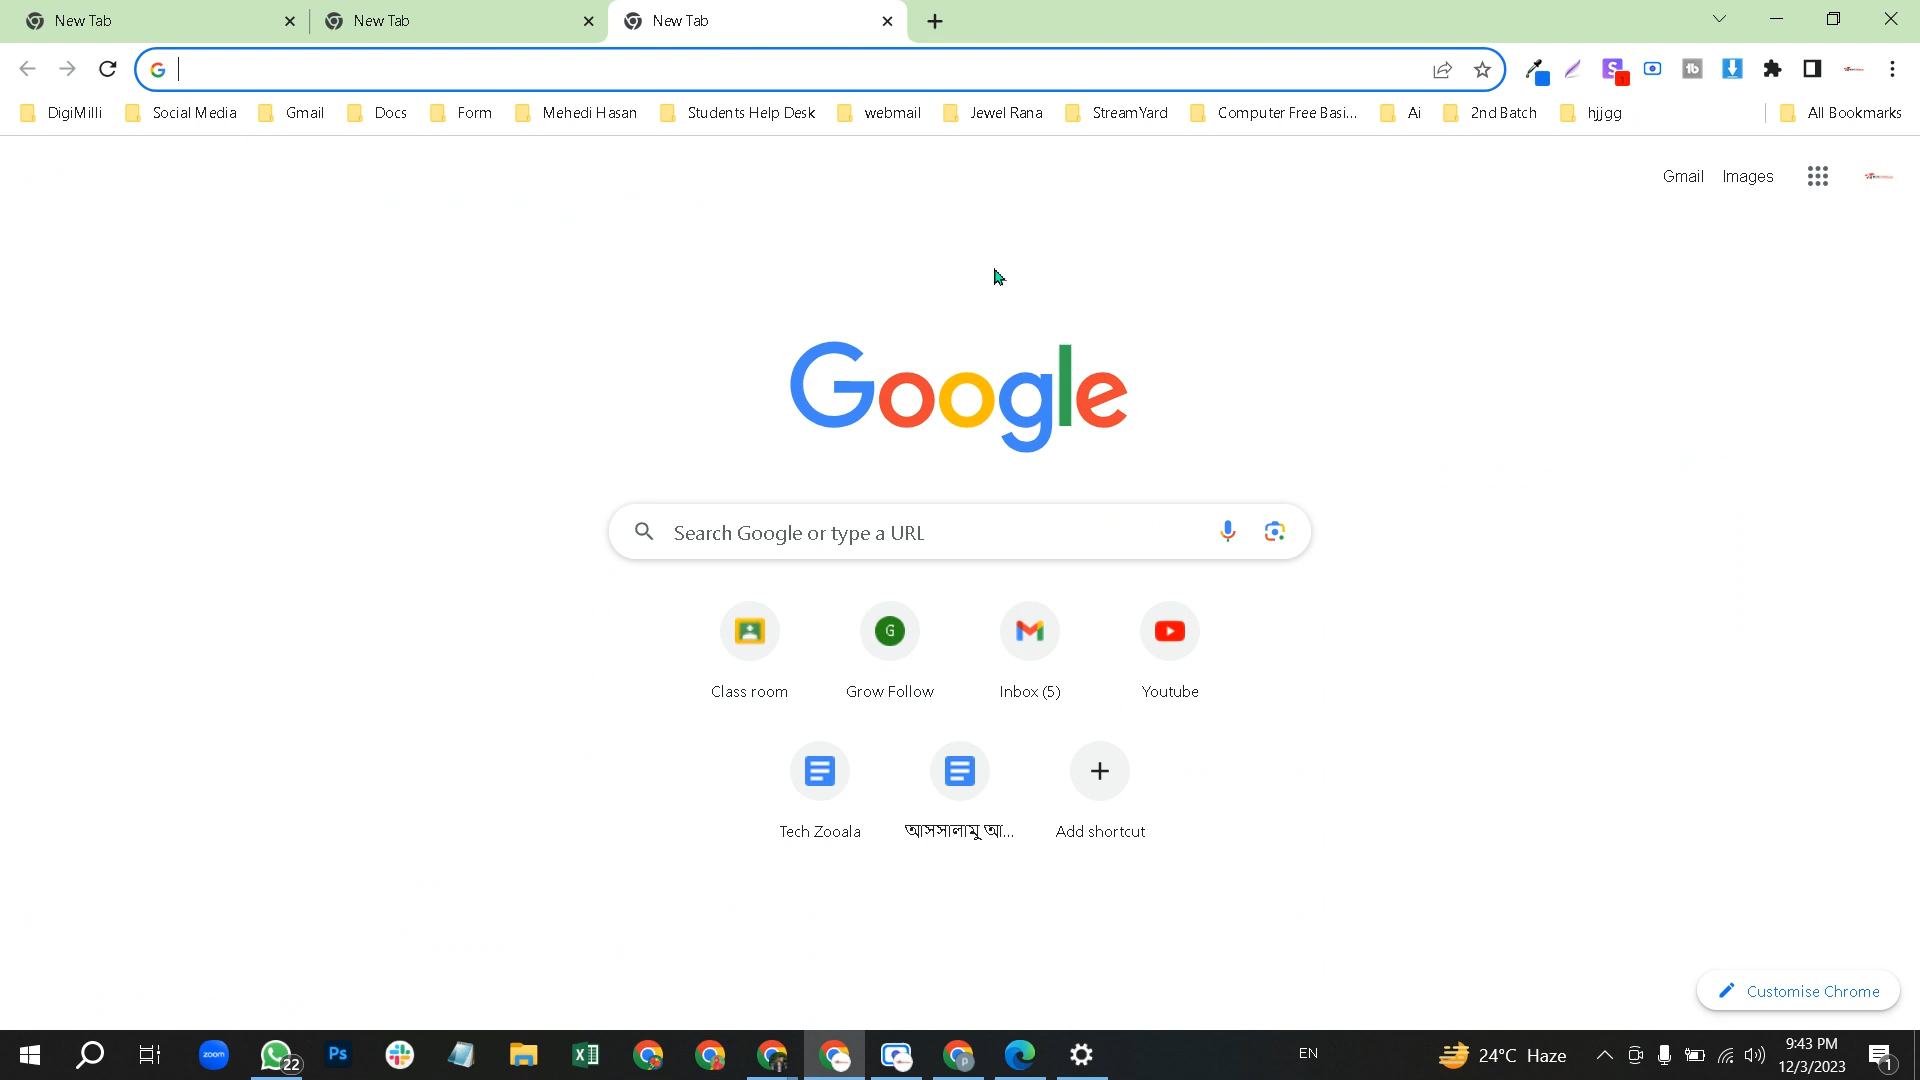 New Tab
New Tab
New Tab
DigiMilli
Social Media
Gmail
Docs
Form
Mehedi Hasan
Students Help Desk
webmail
Jewel Rana
StreamYard
Computer Free Basi...
Ai
2nd Batch
hjjgg
All Bookmarks
Gmail
Images
Google
Search Google or type a URL
Class room
G
Grow Follow
Inbox (5)
Youtube
Tech Zooala
আসসালামু আ...
Add shortcut
Customise Chrome
zoom
22
Ps
EN
24°C Haze
9:43 PM
12/3/2023
1